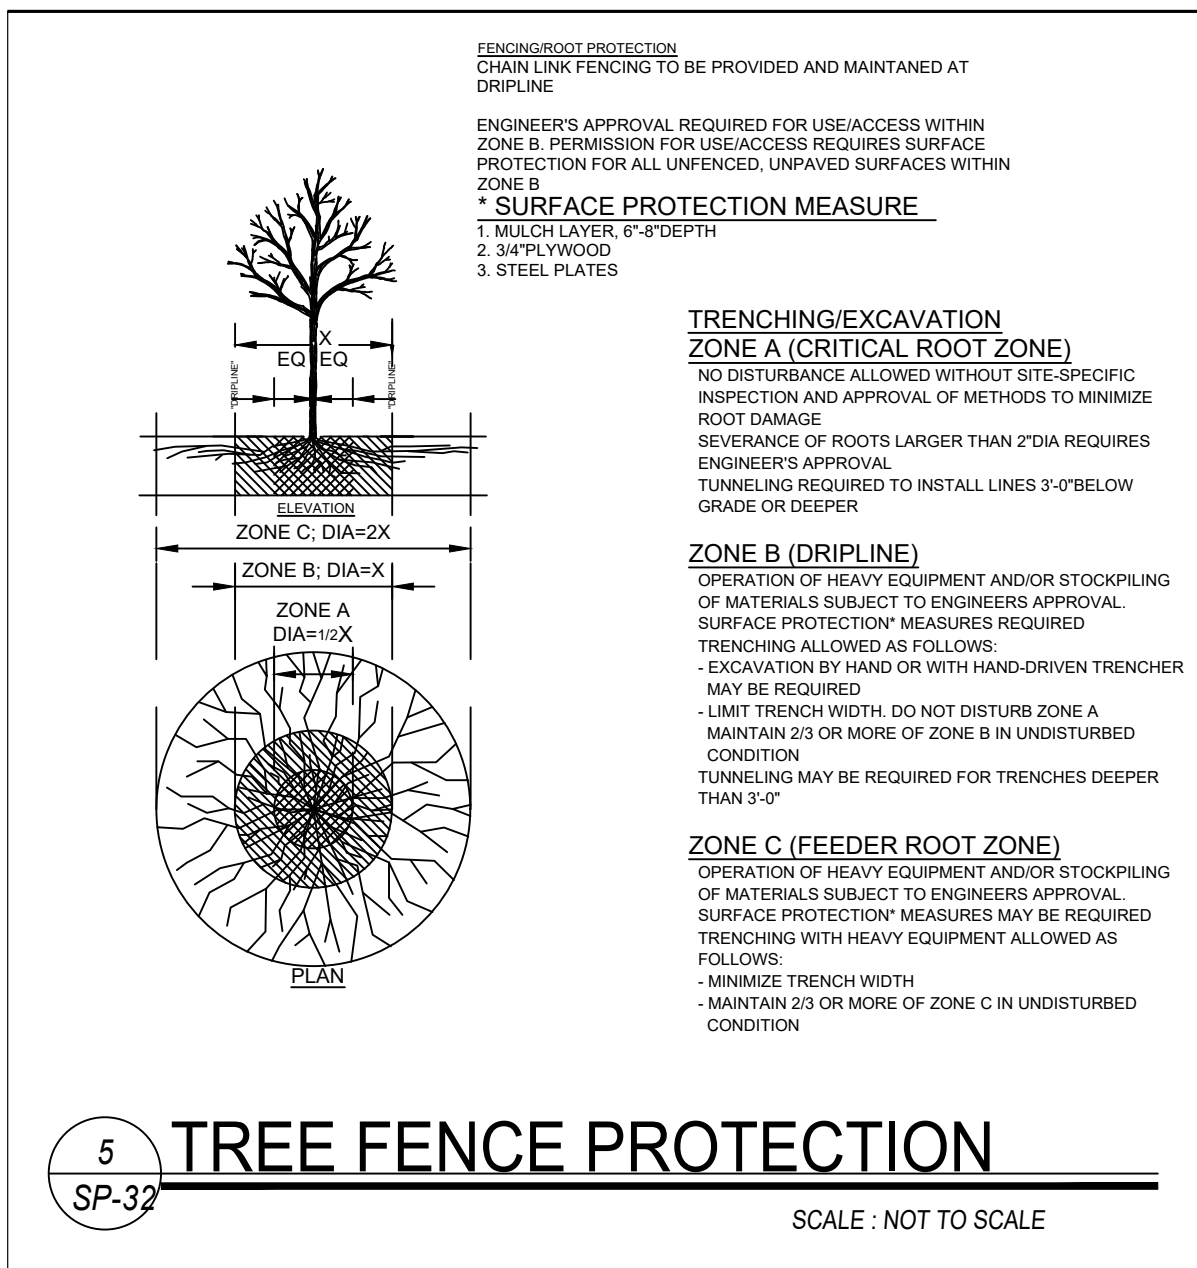 FENCING/ROOT PROTECTION
CHAIN LINK FENCING TO BE PROVIDED AND MAINTANED AT
DRIPLINE
ENGINEER'S APPROVAL REQUIRED FOR USE/ACCESS WITHIN
ZONE B. PERMISSION FOR USE/ACCESS REQUIRES SURFACE
PROTECTION FOR ALL UNFENCED, UNPAVED SURFACES WITHIN
ZONE B
* SURFACE PROTECTION MEASURE
1. MULCH LAYER, 6"-8"DEPTH
2. 3/4"PLYWOOD
3. STEEL PLATES
X
EQ EQ
"DRIPLINE"
"DRIPLINE"
ELEVATION
ZONE C; DIA=2X
ZONE B; DIA=X
ZONE A
DIA=1/2X
PLAN
TRENCHING/EXCAVATION
ZONE A (CRITICAL ROOT ZONE)
NO DISTURBANCE ALLOWED WITHOUT SITE-SPECIFIC
INSPECTION AND APPROVAL OF METHODS TO MINIMIZE
ROOT DAMAGE
SEVERANCE OF ROOTS LARGER THAN 2"DIA REQUIRES
ENGINEER'S APPROVAL
TUNNELING REQUIRED TO INSTALL LINES 3'-0"BELOW
GRADE OR DEEPER
ZONE B (DRIPLINE)
OPERATION OF HEAVY EQUIPMENT AND/OR STOCKPILING
OF MATERIALS SUBJECT TO ENGINEERS APPROVAL.
SURFACE PROTECTION* MEASURES REQUIRED
TRENCHING ALLOWED AS FOLLOWS:
- EXCAVATION BY HAND OR WITH HAND-DRIVEN TRENCHER
MAY BE REQUIRED
- LIMIT TRENCH WIDTH. DO NOT DISTURB ZONE A
MAINTAIN 2/3 OR MORE OF ZONE B IN UNDISTURBED
CONDITION
TUNNELING MAY BE REQUIRED FOR TRENCHES DEEPER
THAN 3'-0"
ZONE C (FEEDER ROOT ZONE)
OPERATION OF HEAVY EQUIPMENT AND/OR STOCKPILING
OF MATERIALS SUBJECT TO ENGINEERS APPROVAL.
SURFACE PROTECTION* MEASURES MAY BE REQUIRED
TRENCHING WITH HEAVY EQUIPMENT ALLOWED AS
FOLLOWS:
- MINIMIZE TRENCH WIDTH
- MAINTAIN 2/3 OR MORE OF ZONE C IN UNDISTURBED
CONDITION
5
SP-32
TREE FENCE PROTECTION
SCALE : NOT TO SCALE